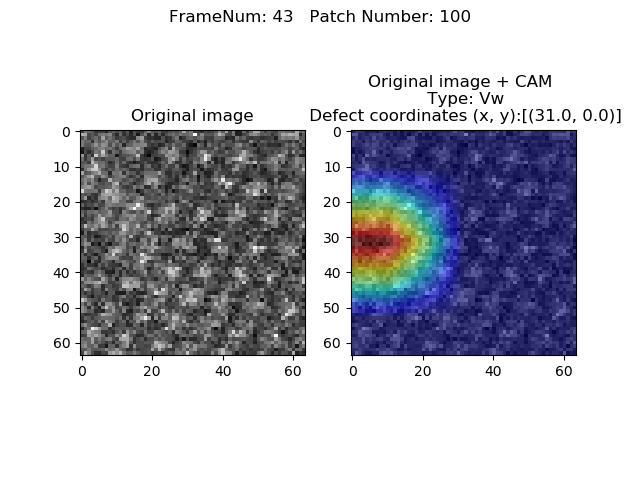 FrameNum: 43   Patch Number: 100
Original image
Original image + CAM
Type: Vw
Defect coordinates (x, y):[(31.0, 0.0)]
0
10
20
30
40
50
60
0 20 40 60
0
10
20
30
40
50
60
0 20 40 60